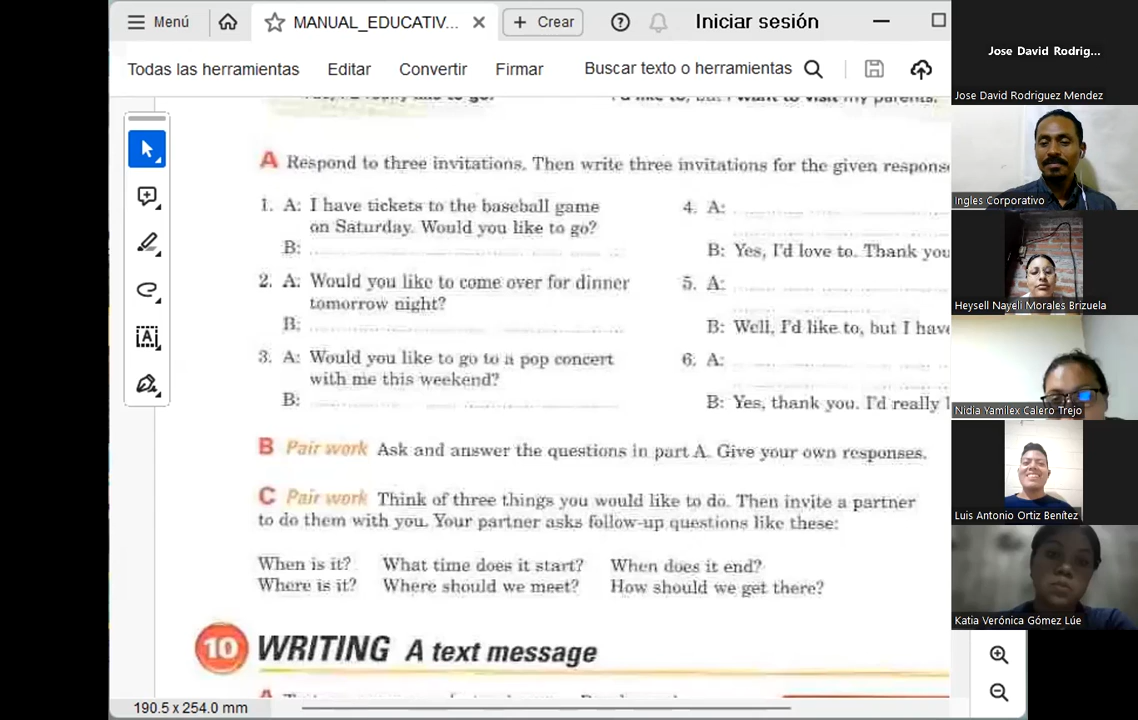 Menú
MANUAL_EDUCATIV...
Crear
Iniciar sesión
Todas las herramientas
Editar
Convertir
Firmar
Buscar texto o herramientas
I'd like to, but I want to visit my parents.
A Respond to three invitations. Then write three invitations for the given
1. A: I have tickets to the baseball game
on Saturday. Would you like to go?
B:
2. A: Would you like to come over for dinner
tomorrow night?
B:
3. A: Would you like to go to a pop concert
with me this weekend?
B:
4. A:
B: Yes, I'd love to. Thank you
5. A:
B: Well, I'd like to, but I have
6. A:
B: Yes, thank you. I'd really
B Pair work Ask and answer the questions in part A. Give your own responses.
C Pair work Think of three things you would like to do. Then invite a partner
to do them with you. Your partner asks follow-up questions like these:
When is it? What time does it start? When does it end?
Where is it? Where should we meet? How should we get there?
10 WRITING A text message
190.5 x 254.0 mm
Jose David Rodrig...
Jose David Rodriguez Mendez
Ingles Corporativo
Heysell Nayeli Morales Brizuela
Nidia Yamilex Calero Trejo
Luis Antonio Ortiz Benítez
Katia Verónica Gómez Lúe